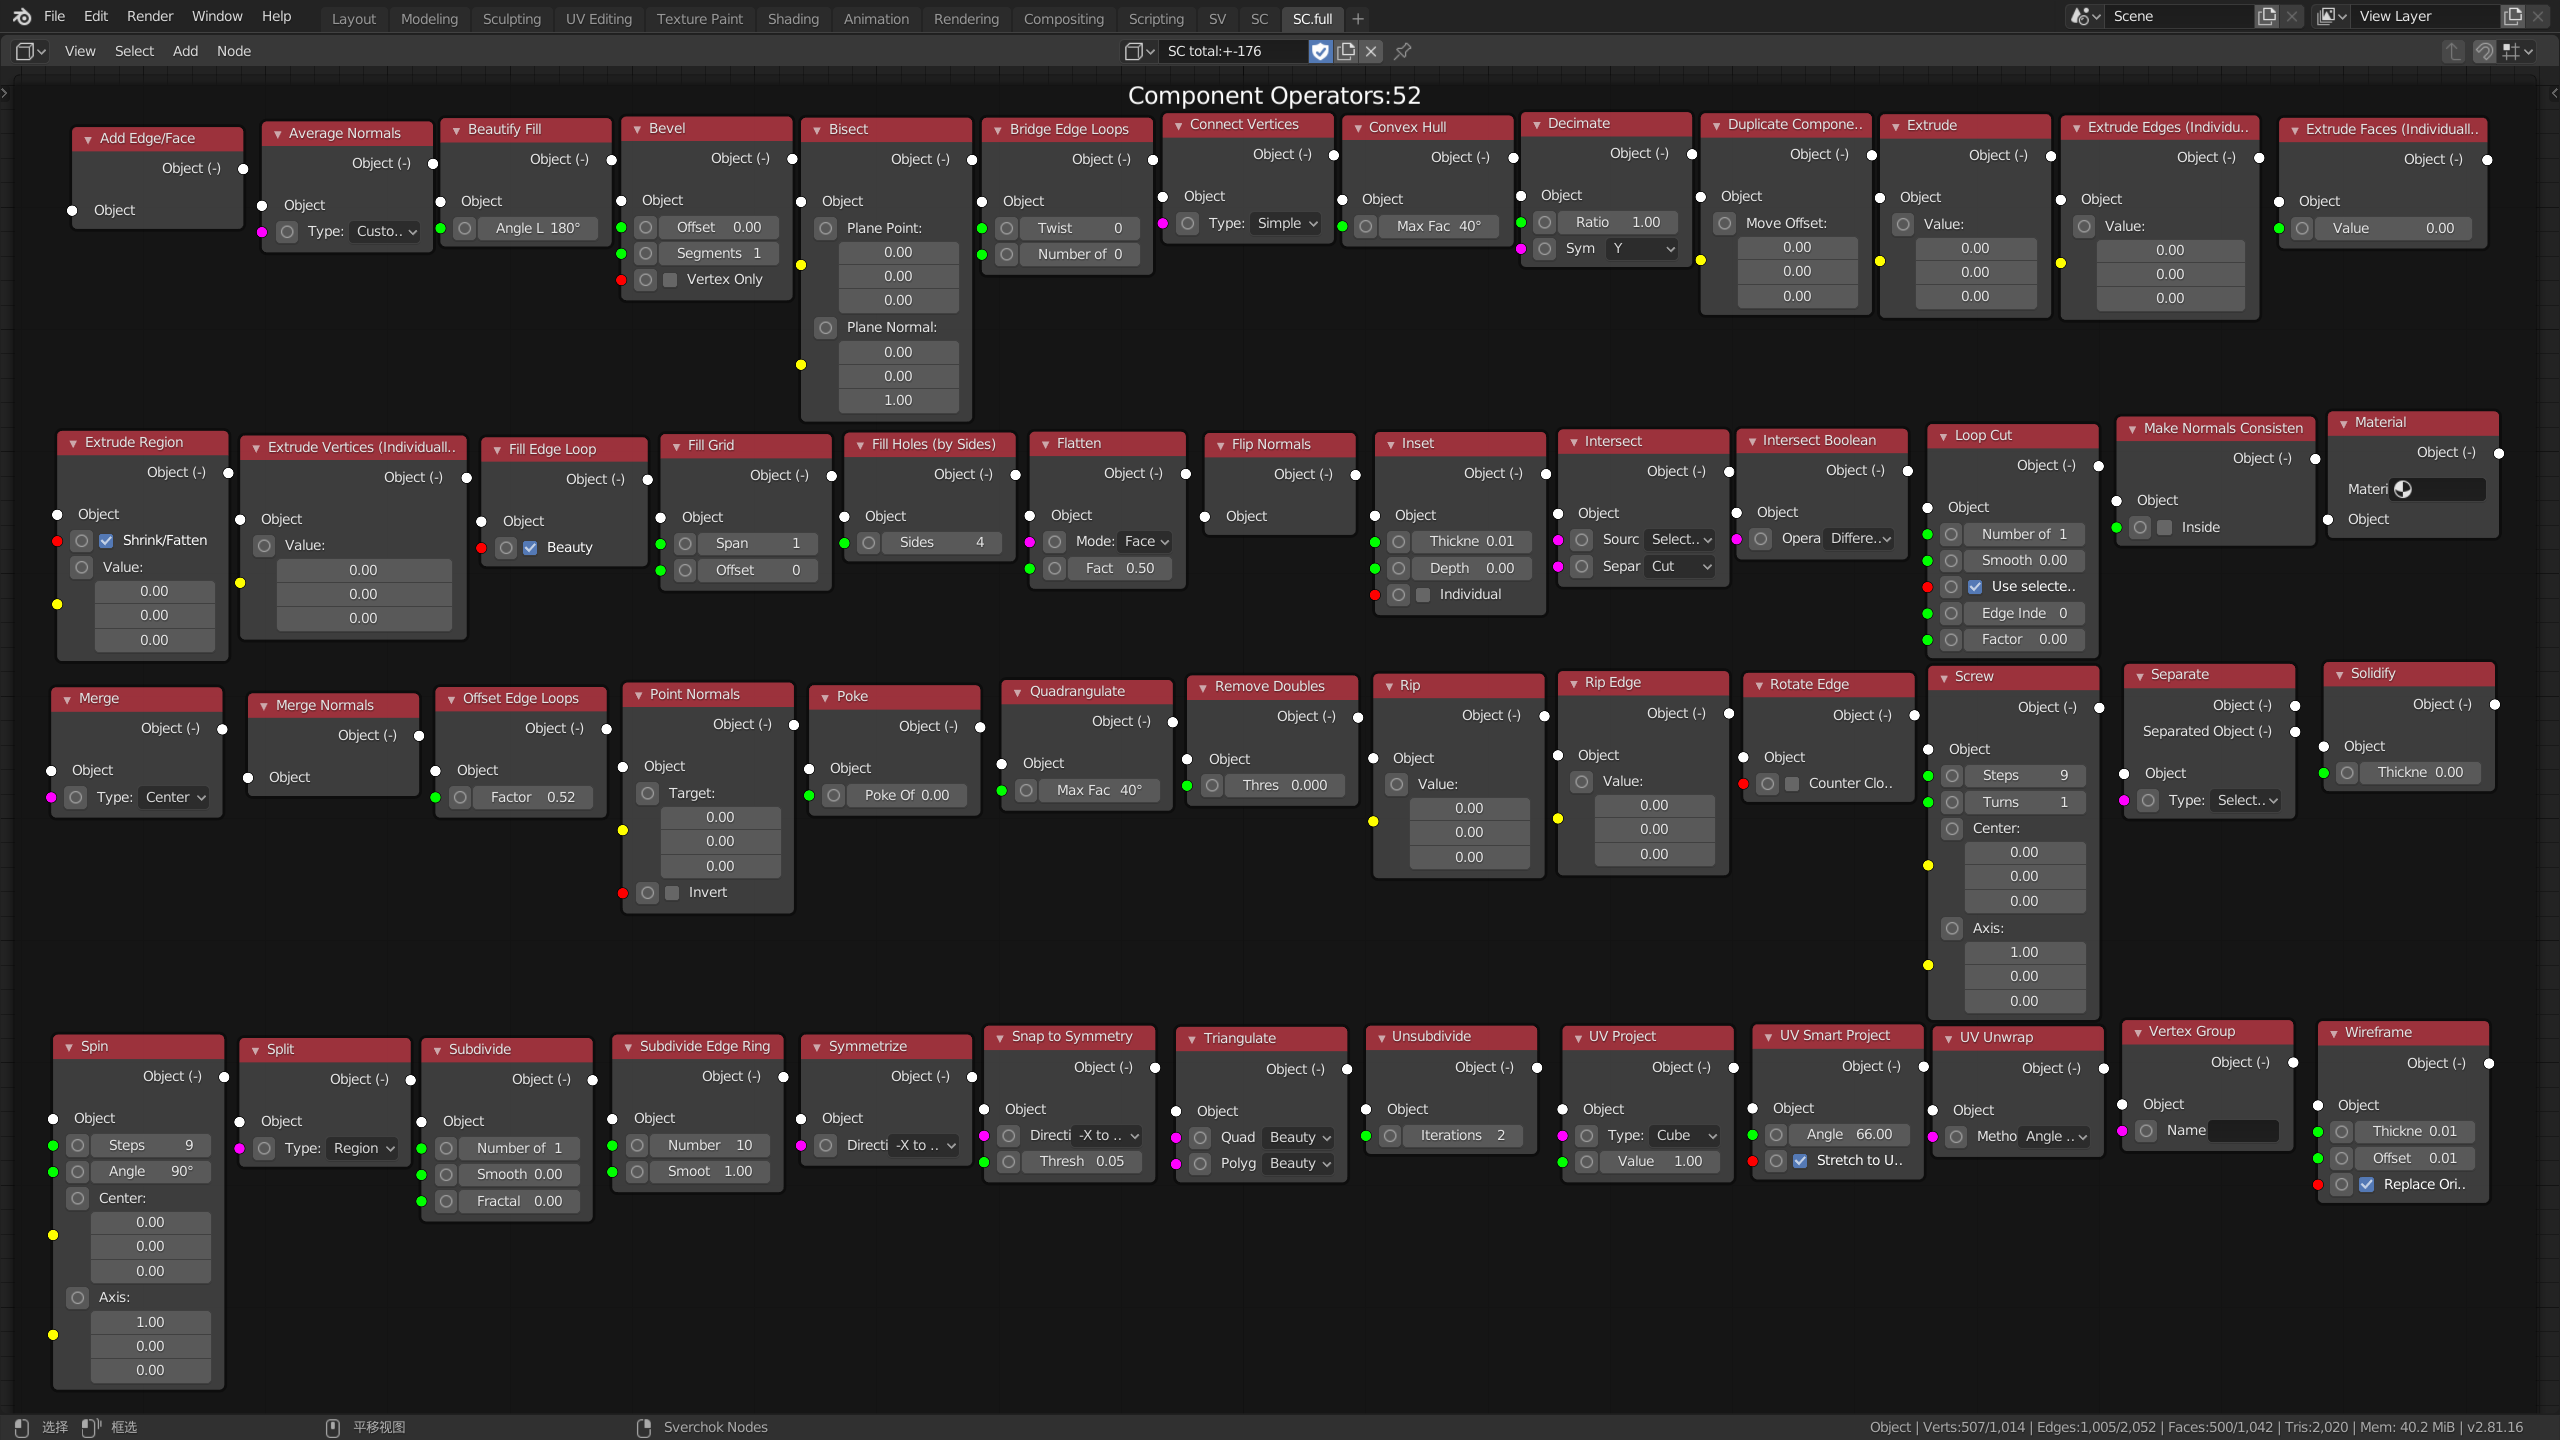 File Edit Render Window Help Layout Modeling Sculpting UV Editing Texture Paint Shading Animation Rendering Compositing Scripting SV SC SC.full + Scene View Layer
View Select Add Node SC total:+-176
Component Operators:52
Add Edge/Face
Object (-)
Object
Average Normals
Object (-)
Object
Type: Custo..
Beautify Fill
Object (-)
Object
Angle L 180°
Bevel
Object (-)
Object
Offset 0.00
Segments 1
Vertex Only
Bisect
Object (-)
Object
Plane Point:
0.00
0.00
0.00
Plane Normal:
0.00
0.00
1.00
Bridge Edge Loops
Object (-)
Object
Twist 0
Number of 0
Connect Vertices
Object (-)
Object
Type: Simple
Convex Hull
Object (-)
Object
Max Fac 40°
Decimate
Object (-)
Object
Ratio 1.00
Sym Y
Duplicate Compone..
Object (-)
Object
Move Offset:
0.00
0.00
0.00
Extrude
Object (-)
Object
Value:
0.00
0.00
0.00
Extrude Edges (Individu..
Object (-)
Object
Value:
0.00
0.00
0.00
Extrude Faces (Individuall..
Object (-)
Object
Value 0.00
Extrude Region
Object (-)
Object
Shrink/Fatten
Value:
0.00
0.00
0.00
Extrude Vertices (Individuall..
Object (-)
Object
Value:
0.00
0.00
0.00
Fill Edge Loop
Object (-)
Object
Beauty
Fill Grid
Object (-)
Object
Span 1
Offset 0
Fill Holes (by Sides)
Object (-)
Object
Sides 4
Flatten
Object (-)
Object
Mode: Face
Fact 0.50
Flip Normals
Object (-)
Object
Inset
Object (-)
Object
Thickne 0.01
Depth 0.00
Individual
Intersect
Object (-)
Object
Sourc Select..
Separ Cut
Intersect Boolean
Object (-)
Object
Opera Differe..
Loop Cut
Object (-)
Object
Number of 1
Smooth 0.00
Use selecte..
Edge Inde 0
Factor 0.00
Make Normals Consisten
Object (-)
Object
Inside
Material
Object (-)
Materi
Object
Merge
Object (-)
Object
Type: Center
Merge Normals
Object (-)
Object
Offset Edge Loops
Object (-)
Object
Factor 0.52
Point Normals
Object (-)
Object
Target:
0.00
0.00
0.00
Invert
Poke
Object (-)
Object
Poke Of 0.00
Quadrangulate
Object (-)
Object
Max Fac 40°
Remove Doubles
Object (-)
Object
Thres 0.000
Rip
Object (-)
Object
Value:
0.00
0.00
0.00
Rip Edge
Object (-)
Object
Value:
0.00
0.00
0.00
Rotate Edge
Object (-)
Object
Counter Clo..
Screw
Object (-)
Object
Steps 9
Turns 1
Center:
0.00
0.00
0.00
Axis:
1.00
0.00
0.00
Separate
Object (-)
Separated Object (-)
Object
Type: Select..
Solidify
Object (-)
Object
Thickne 0.00
Spin
Object (-)
Object
Steps 9
Angle 90°
Center:
0.00
0.00
0.00
Axis:
1.00
0.00
0.00
Split
Object (-)
Object
Type: Region
Subdivide
Object (-)
Object
Number of 1
Smooth 0.00
Fractal 0.00
Subdivide Edge Ring
Object (-)
Object
Number 10
Smoot 1.00
Symmetrize
Object (-)
Object
Directi -X to ..
Snap to Symmetry
Object (-)
Object
Directi -X to ..
Thresh 0.05
Triangulate
Object (-)
Object
Quad Beauty
Polyg Beauty
Unsubdivide
Object (-)
Object
Iterations 2
UV Project
Object (-)
Object
Type: Cube
Value 1.00
UV Smart Project
Object (-)
Object
Angle 66.00
Stretch to U..
UV Unwrap
Object (-)
Object
Metho Angle ..
Vertex Group
Object (-)
Object
Name
Wireframe
Object (-)
Object
Thickne 0.01
Offset 0.01
Replace Ori..
选择 框选 平移视图 Sverchok Nodes Object | Verts:507/1,014 | Edges:1,005/2,052 | Faces:500/1,042 | Tris:2,020 | Mem: 40.2 MiB | v2.81.16